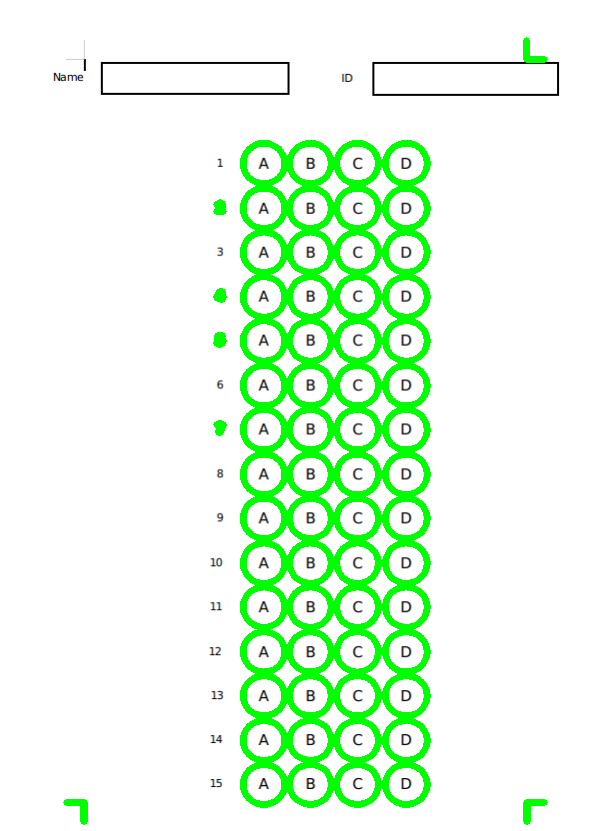 Name ID
1 A B C D
A B C D
3 A B C D
A B C D
A B C D
6 A B C D
A B C D
8 A B C D
9 A B C D
10 A B C D
11 A B C D
12 A B C D
13 A B C D
14 A B C D
15 A B C D